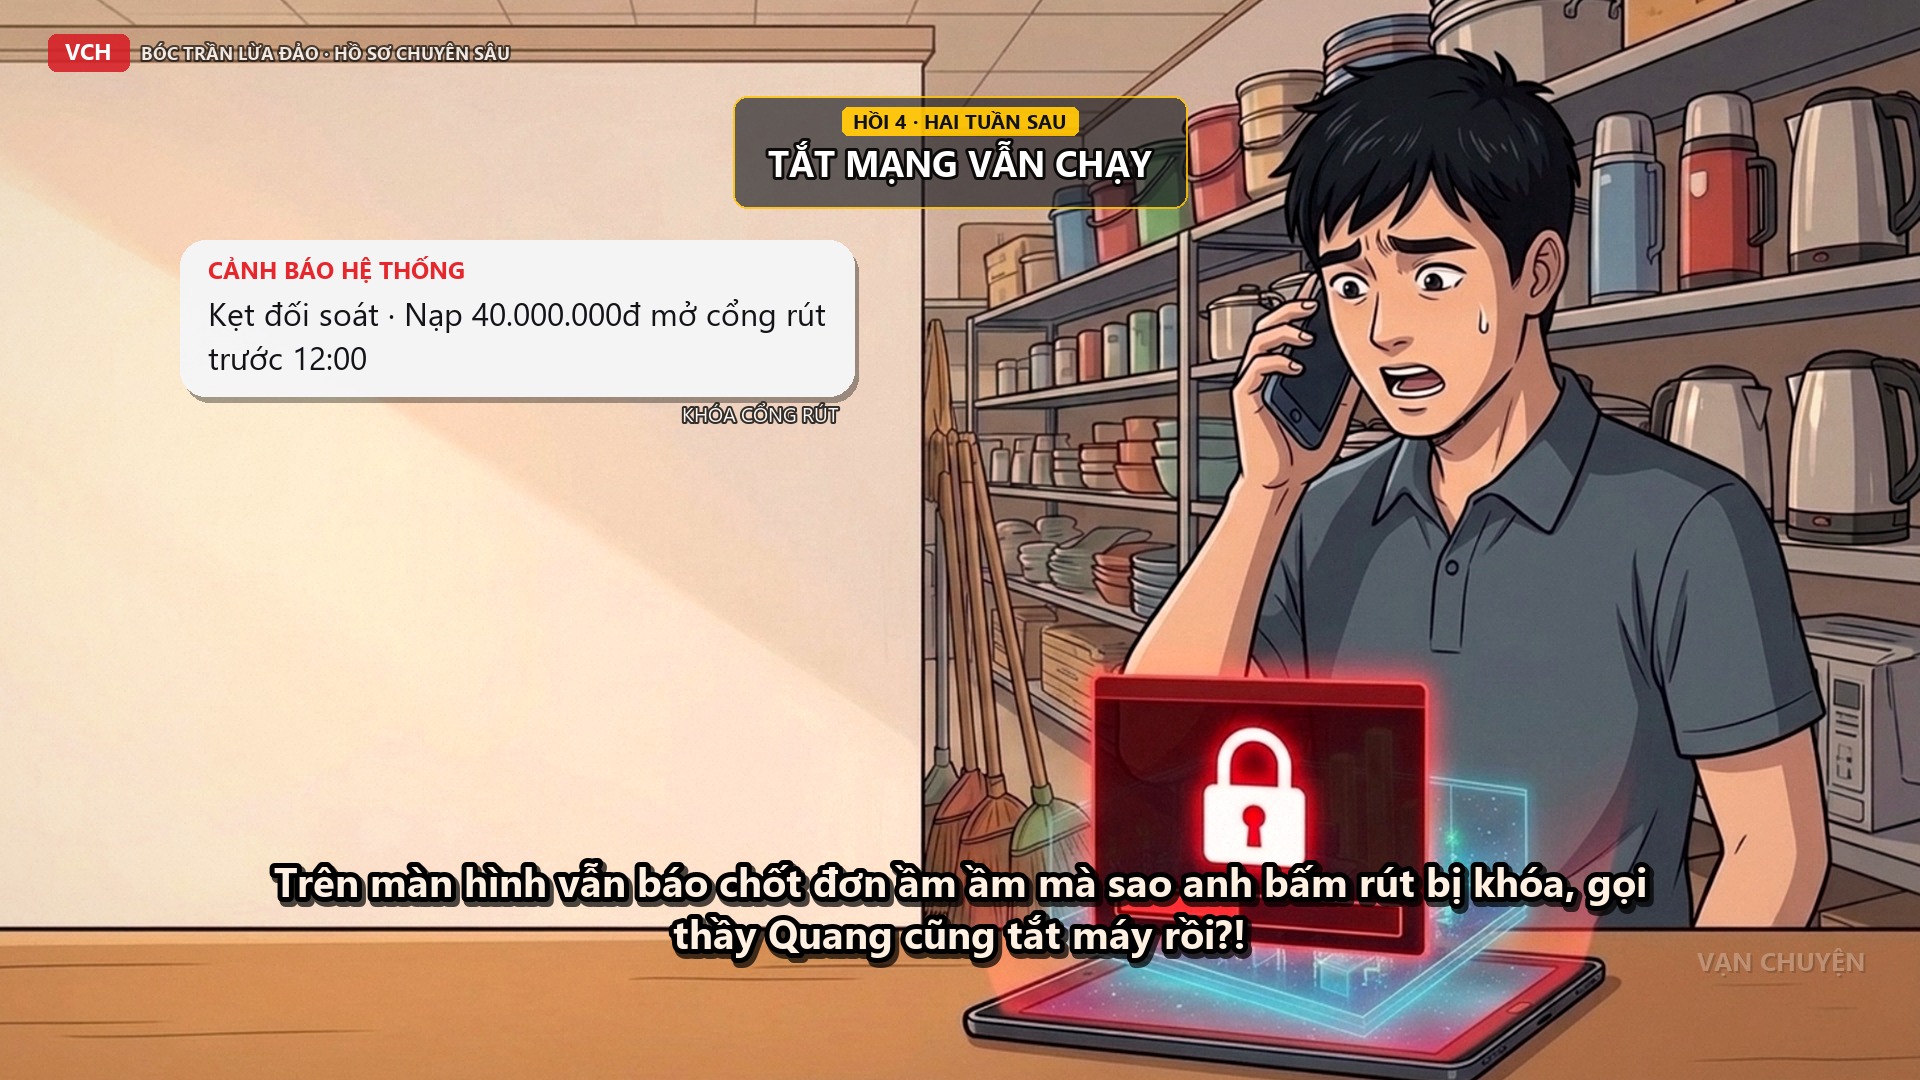 VCH BÓC TRẦN LỪA ĐẢO · HỒ SƠ CHUYÊN SÂU
HỒI 4 · HAI TUẦN SAU
TẮT MẠNG VẪN CHẠY
CẢNH BÁO HỆ THỐNG
Kẹt đối soát · Nạp 40.000.000đ mở cổng rút
trước 12:00
KHÓA CỔNG RÚT
Trên màn hình vẫn báo chốt đơn ầm ầm mà sao anh bấm rút bị khóa, gọi
thầy Quang cũng tắt máy rồi?!
VẠN CHUYỆN